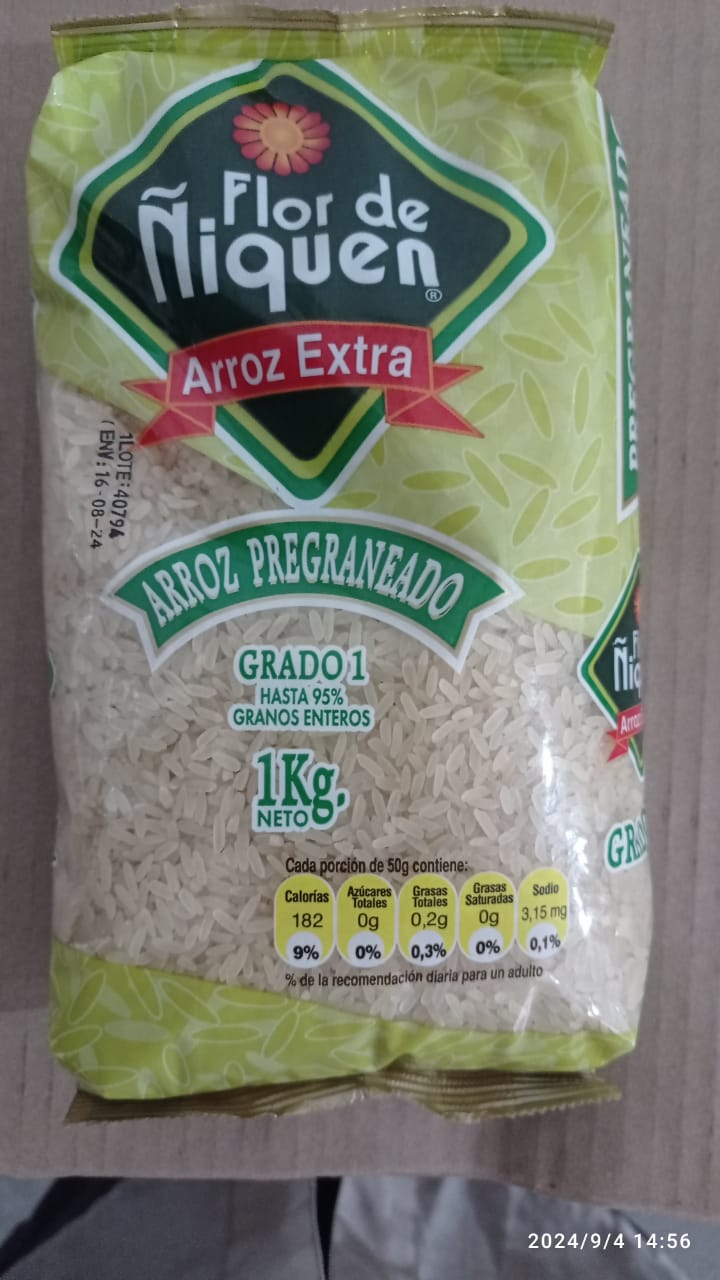 Flor de
Ñiquen
®
Arroz Extra
1LOTE:40794
(ENV:16-08-24
ARROZ PREGRANEADO
GRADO 1
HASTA 95%
GRANOS ENTEROS
1Kg.
NETO
Cada porción de 50g contiene:
Calorías
182
9%
Azúcares
Totales
0g
0%
Grasas
Totales
0,2g
0,3%
Grasas
Saturadas
0g
0%
Sodio
3,15 mg
0,1%
% de la recomendación diaria para un adulto
2024/9/4 14:56